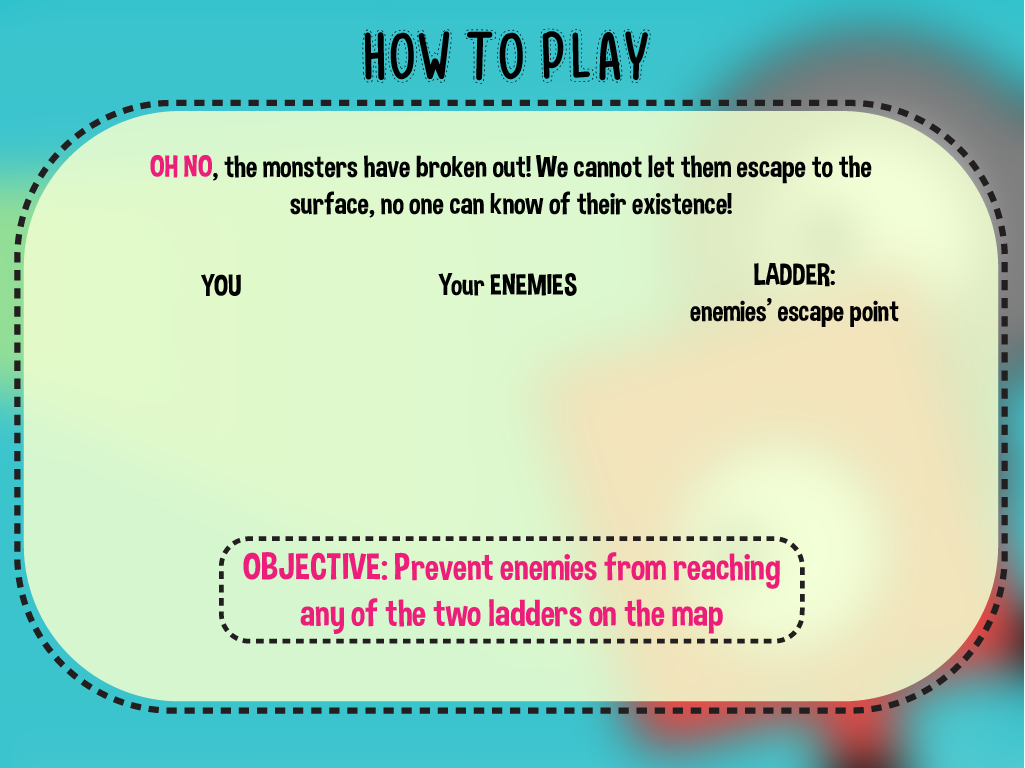 HOW TO PLAY
OH NO, the monsters have broken out! We cannot let them escape to the
surface, no one can know of their existence!
YOU
Your ENEMIES
LADDER:
enemies' escape point
OBJECTIVE: Prevent enemies from reaching
any of the two ladders on the map